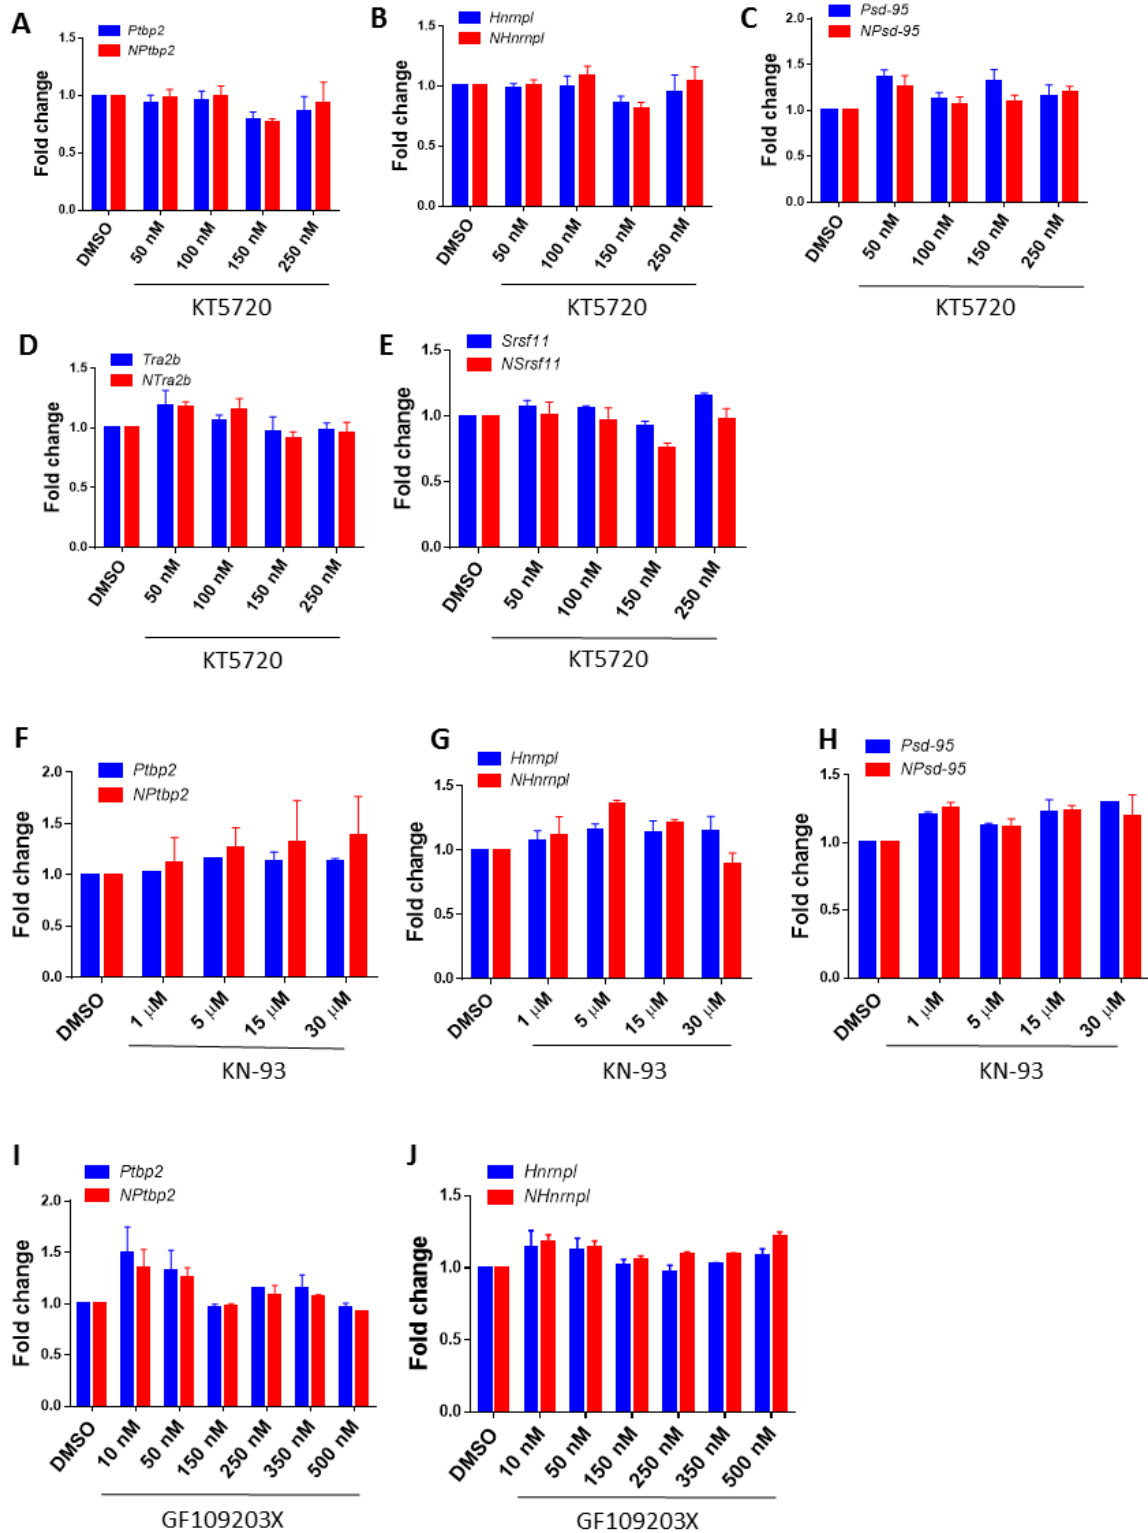 A
Ptbp2
NPtbp2
Fold change
1.5
1.0
0.5
0.0
DMSO
50 nM
100 nM
150 nM
250 nM
KT5720
B
Hnrnpl
NHnrnpl
Fold change
1.5
1.0
0.5
0.0
DMSO
50 nM
100 nM
150 nM
250 nM
KT5720
C
Psd-95
NPsd-95
Fold change
2.0
1.5
1.0
0.5
0.0
DMSO
50 nM
100 nM
150 nM
250 nM
KT5720
D
Tra2b
NTra2b
Fold change
1.5
1.0
0.5
0.0
DMSO
50 nM
100 nM
150 nM
250 nM
KT5720
E
Srsf11
NSrsf11
Fold change
1.5
1.0
0.5
0.0
DMSO
50 nM
100 nM
150 nM
250 nM
KT5720
F
Ptbp2
NPtbp2
Fold change
2.0
1.5
1.0
0.5
0.0
DMSO
1 μM
5 μM
15 μM
30 μM
KN-93
G
Hnrnpl
NHnrnpl
Fold change
1.5
1.0
0.5
0.0
DMSO
1 μM
5 μM
15 μM
30 μM
KN-93
H
Psd-95
NPsd-95
Fold change
1.5
1.0
0.5
0.0
DMSO
1 μM
5 μM
15 μM
30 μM
KN-93
I
Ptbp2
NPtbp2
Fold change
2.0
1.5
1.0
0.5
0.0
DMSO
10 nM
50 nM
150 nM
250 nM
350 nM
500 nM
GF109203X
J
Hnrnpl
NHnrnpl
Fold change
1.5
1.0
0.5
0.0
DMSO
10 nM
50 nM
150 nM
250 nM
350 nM
500 nM
GF109203X